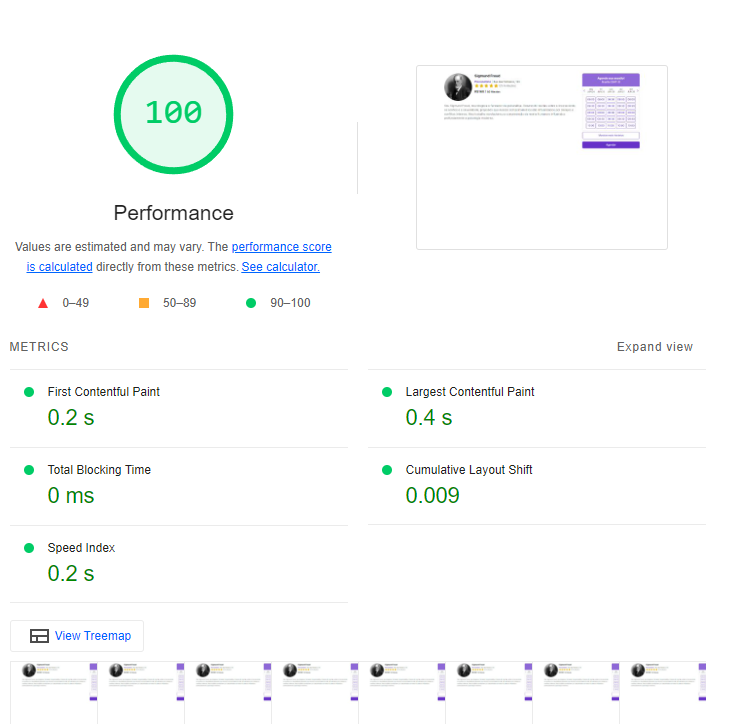 100
Performance
Values are estimated and may vary. The performance score
is calculated directly from these metrics. See calculator.
0–49
50–89
90–100
Sigmund Freud
METRICS
Expand view
First Contentful Paint
0.2 s
Largest Contentful Paint
0.4 s
Total Blocking Time
0 ms
Cumulative Layout Shift
0.009
Speed Index
0.2 s
View Treemap